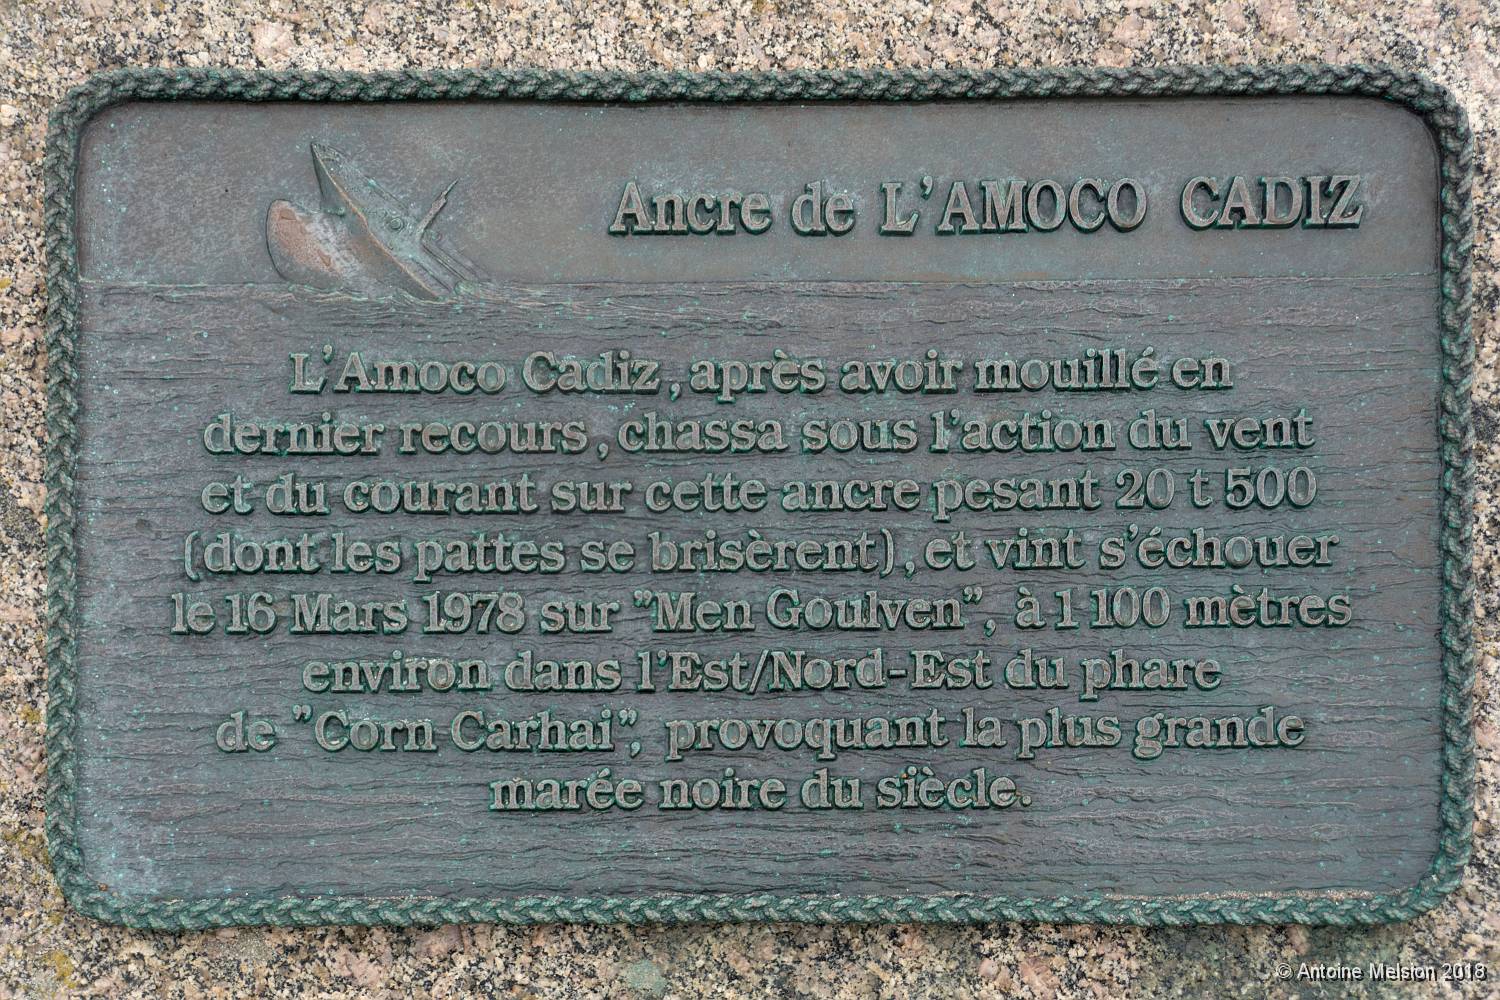 Ancre de L'AMOCO CADIZ
L'Amoco Cadiz, après avoir mouillé en
dernier recours, chassa sous l'action du vent
et du courant sur cette ancre pesant 20 t 500
(dont les pattes se brisèrent), et vint s'échouer
le 16 Mars 1978 sur "Men Goulven", à 1 100 mètres
environ dans l'Est/Nord-Est du phare
de "Corn Carhai", provoquant la plus grande
marée noire du siècle.
© Antoine Melsion 2018